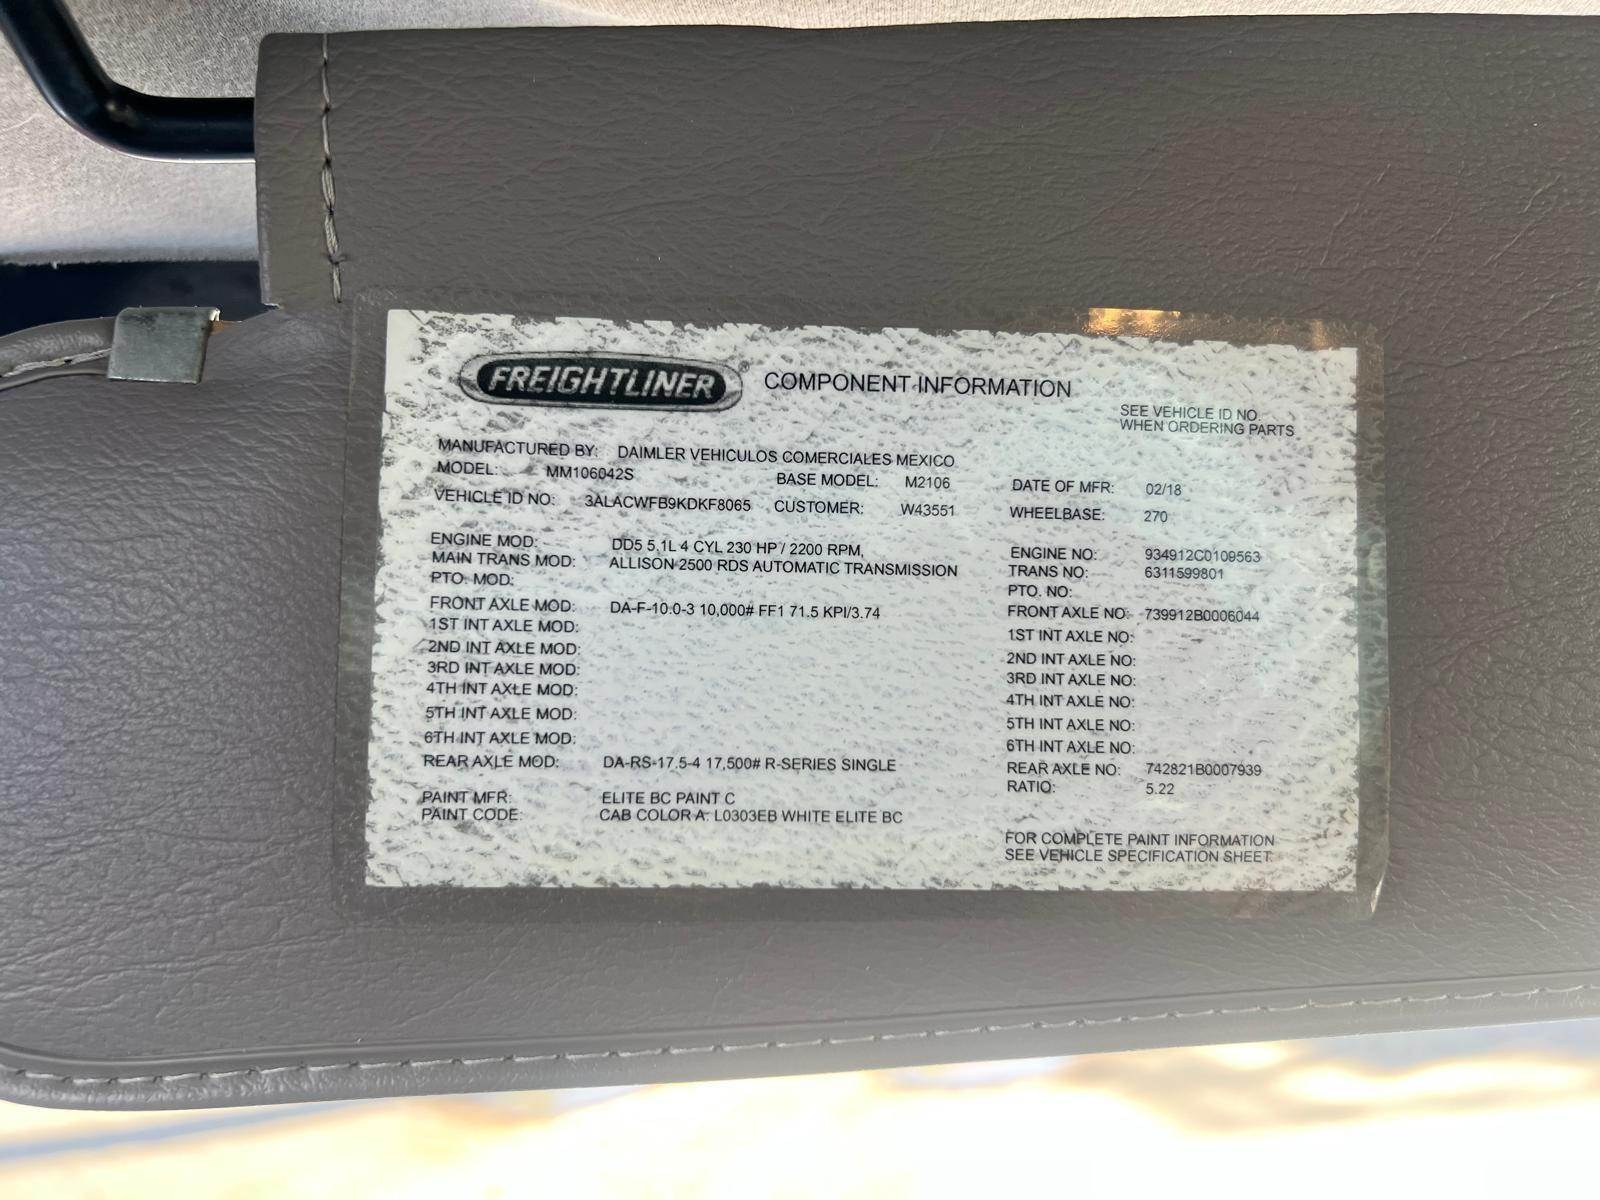 FREIGHTLINER® COMPONENT INFORMATION
SEE VEHICLE ID NO.
WHEN ORDERING PARTS
MANUFACTURED BY: DAIMLER VEHICULOS COMERCIALES MEXICO
MODEL: MM106042S BASE MODEL: M2106 DATE OF MFR: 02/18
VEHICLE ID NO: 3ALACWFB9KDKF8065 CUSTOMER: W43551 WHEELBASE: 270
ENGINE MOD: DD5 5.1L 4 CYL 230 HP / 2200 RPM, ENGINE NO: 934912C0109563
MAIN TRANS MOD: ALLISON 2500 RDS AUTOMATIC TRANSMISSION TRANS NO: 6311599801
PTO. MOD: PTO. NO:
FRONT AXLE MOD: DA-F-10.0-3 10,000# FF1 71.5 KPI/3.74 FRONT AXLE NO: 739912B0006044
1ST INT AXLE MOD: 1ST INT AXLE NO:
2ND INT AXLE MOD: 2ND INT AXLE NO:
3RD INT AXLE MOD: 3RD INT AXLE NO:
4TH INT AXLE MOD: 4TH INT AXLE NO:
5TH INT AXLE MOD: 5TH INT AXLE NO:
6TH INT AXLE MOD: 6TH INT AXLE NO:
REAR AXLE MOD: DA-RS-17.5-4 17,500# R-SERIES SINGLE REAR AXLE NO: 742821B0007939
RATIO: 5.22
PAINT MFR: ELITE BC PAINT C
PAINT CODE: CAB COLOR A: L0303EB WHITE ELITE BC
FOR COMPLETE PAINT INFORMATION
SEE VEHICLE SPECIFICATION SHEET.